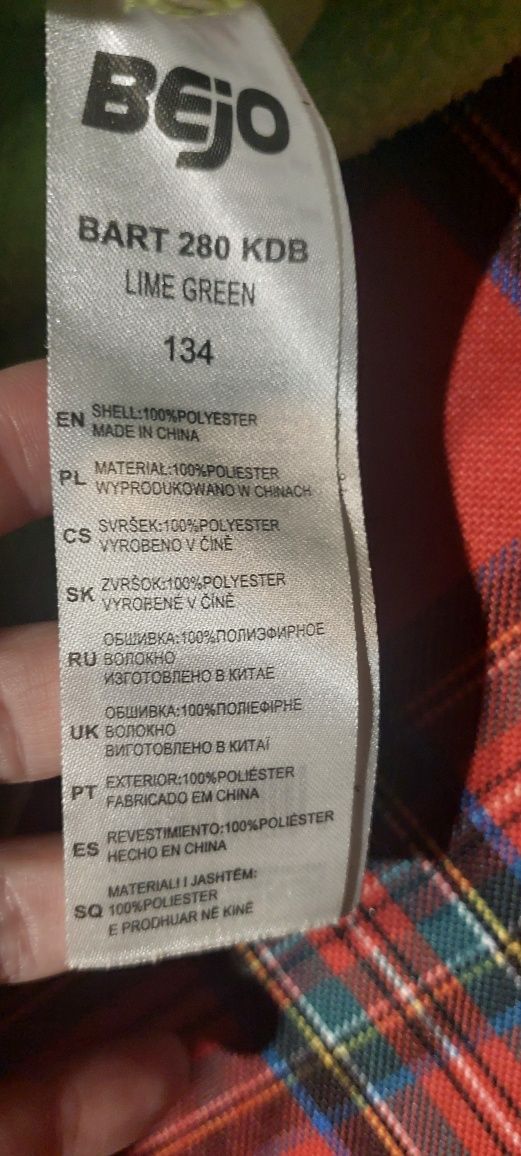 BEJO
BART 280 KDB
LIME GREEN
134
EN SHELL:100%POLYESTER
MADE IN CHINA
PL MATERIAŁ:100%POLIESTER
WYPRODUKOWANO W CHINACH
CS SVRŠEK:100%POLYESTER
VYROBENO V ČÍNĚ
SK ZVRŠOK:100%POLYESTER
VYROBENÉ V ČÍNĚ
RU ОБШИВКА:100%ПОЛИЭФИРНОЕ
ВОЛОКНО
ИЗГОТОВЛЕНО В КИТАЕ
UK ОБШИВКА:100%ПОЛІЕФІРНЕ
ВОЛОКНО
ВИГОТОВЛЕНО В КИТАЇ
PT EXTERIOR:100%POLIÉSTER
FABRICADO EM CHINA
ES REVESTIMIENTO:100%POLIÉSTER
HECHO EN CHINA
SQ MATERIALI I JASHTËM:
100%POLIESTER
E PRODHUAR NË KINË